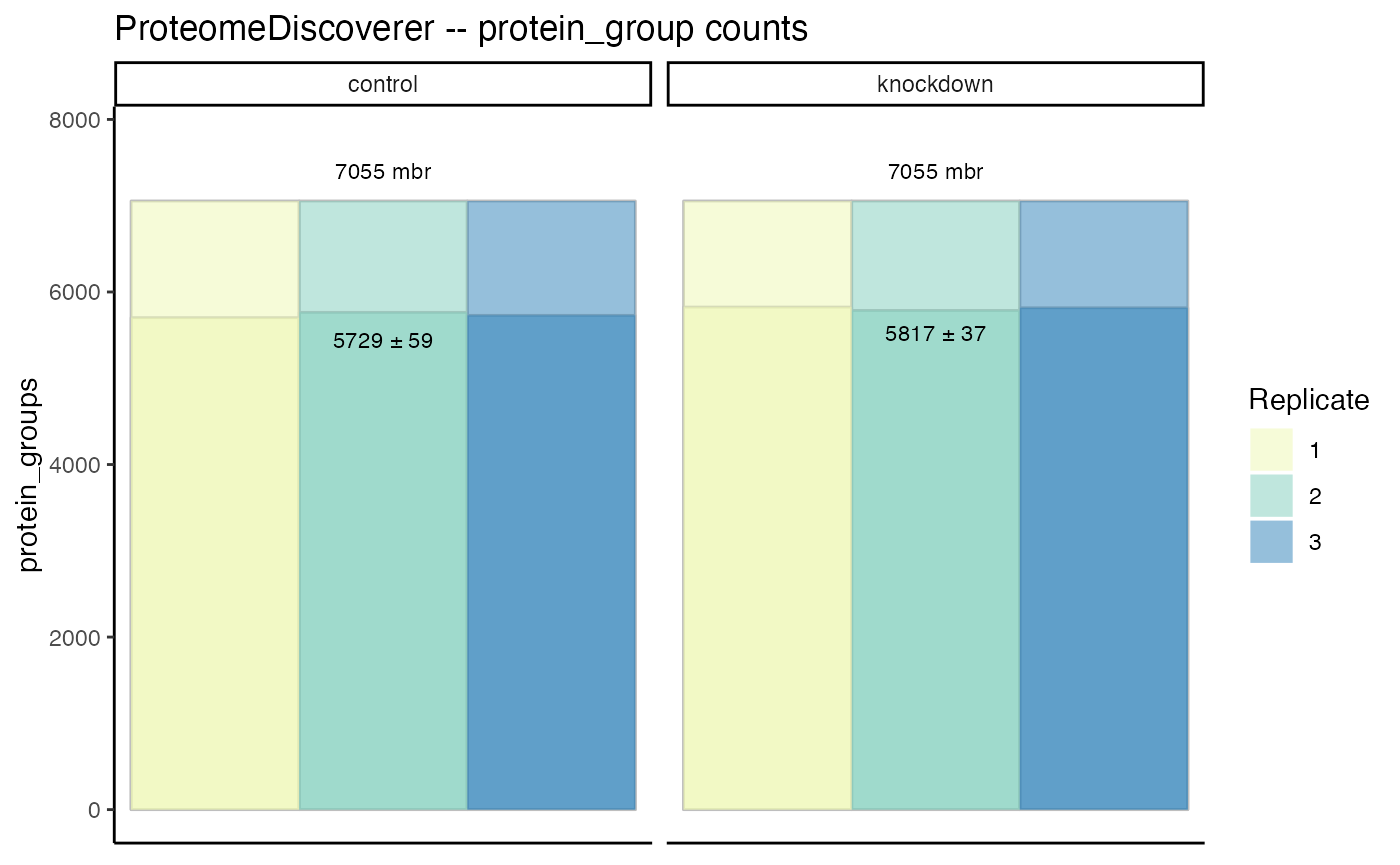 ProteomeDiscoverer -- protein_group counts
control
knockdown
8000
6000
4000
2000
0
protein_groups
7055 mbr
7055 mbr
5729 ± 59
5817 ± 37
Replicate
1
2
3